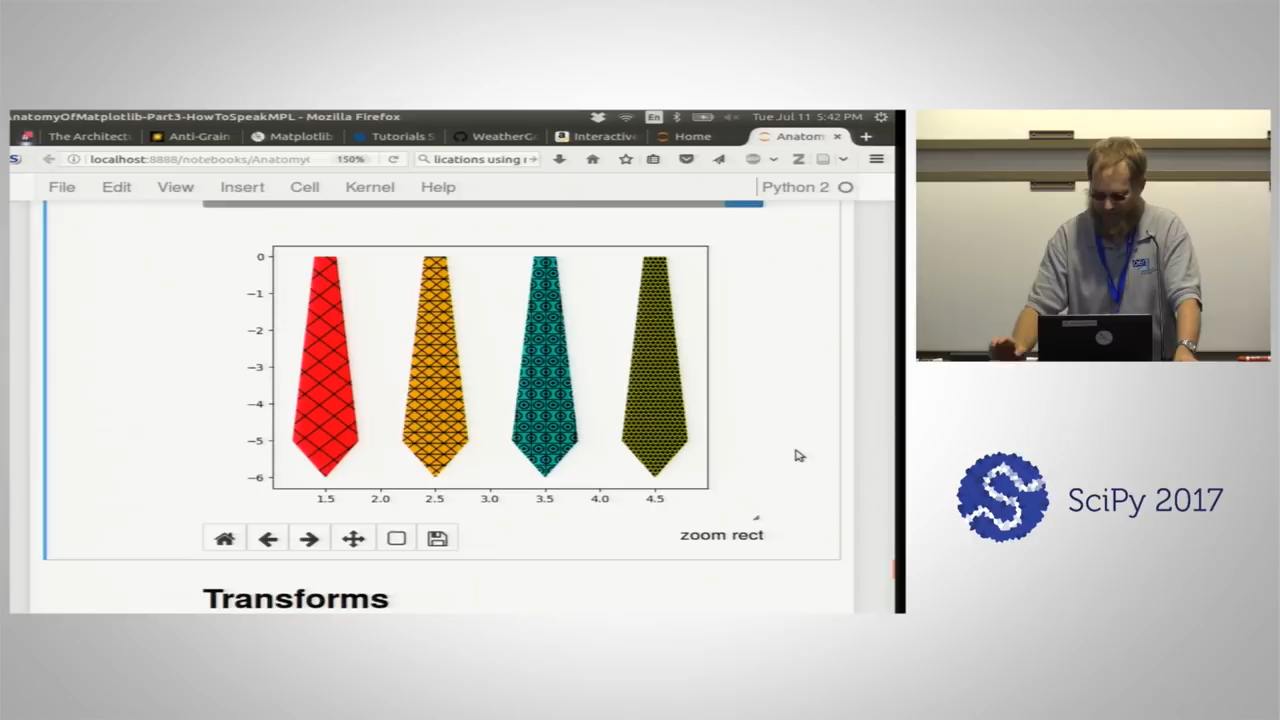 AnatomyOfMatplotlib-Part3-HowToSpeakMPL - Mozilla Firefox
En
Tue Jul 11 5:42 PM
The Architect
Anti-Grain
Matplotlib
Tutorials S
WeatherG
Interactive
Home
Anatom
localhost:8888/notebooks/Anatomy
150%
lications using
File Edit View Insert Cell Kernel Help
Python 2
0
−1
−2
−3
−4
−5
−6
1.5 2.0 2.5 3.0 3.5 4.0 4.5
zoom rect
Transforms
SciPy 2017